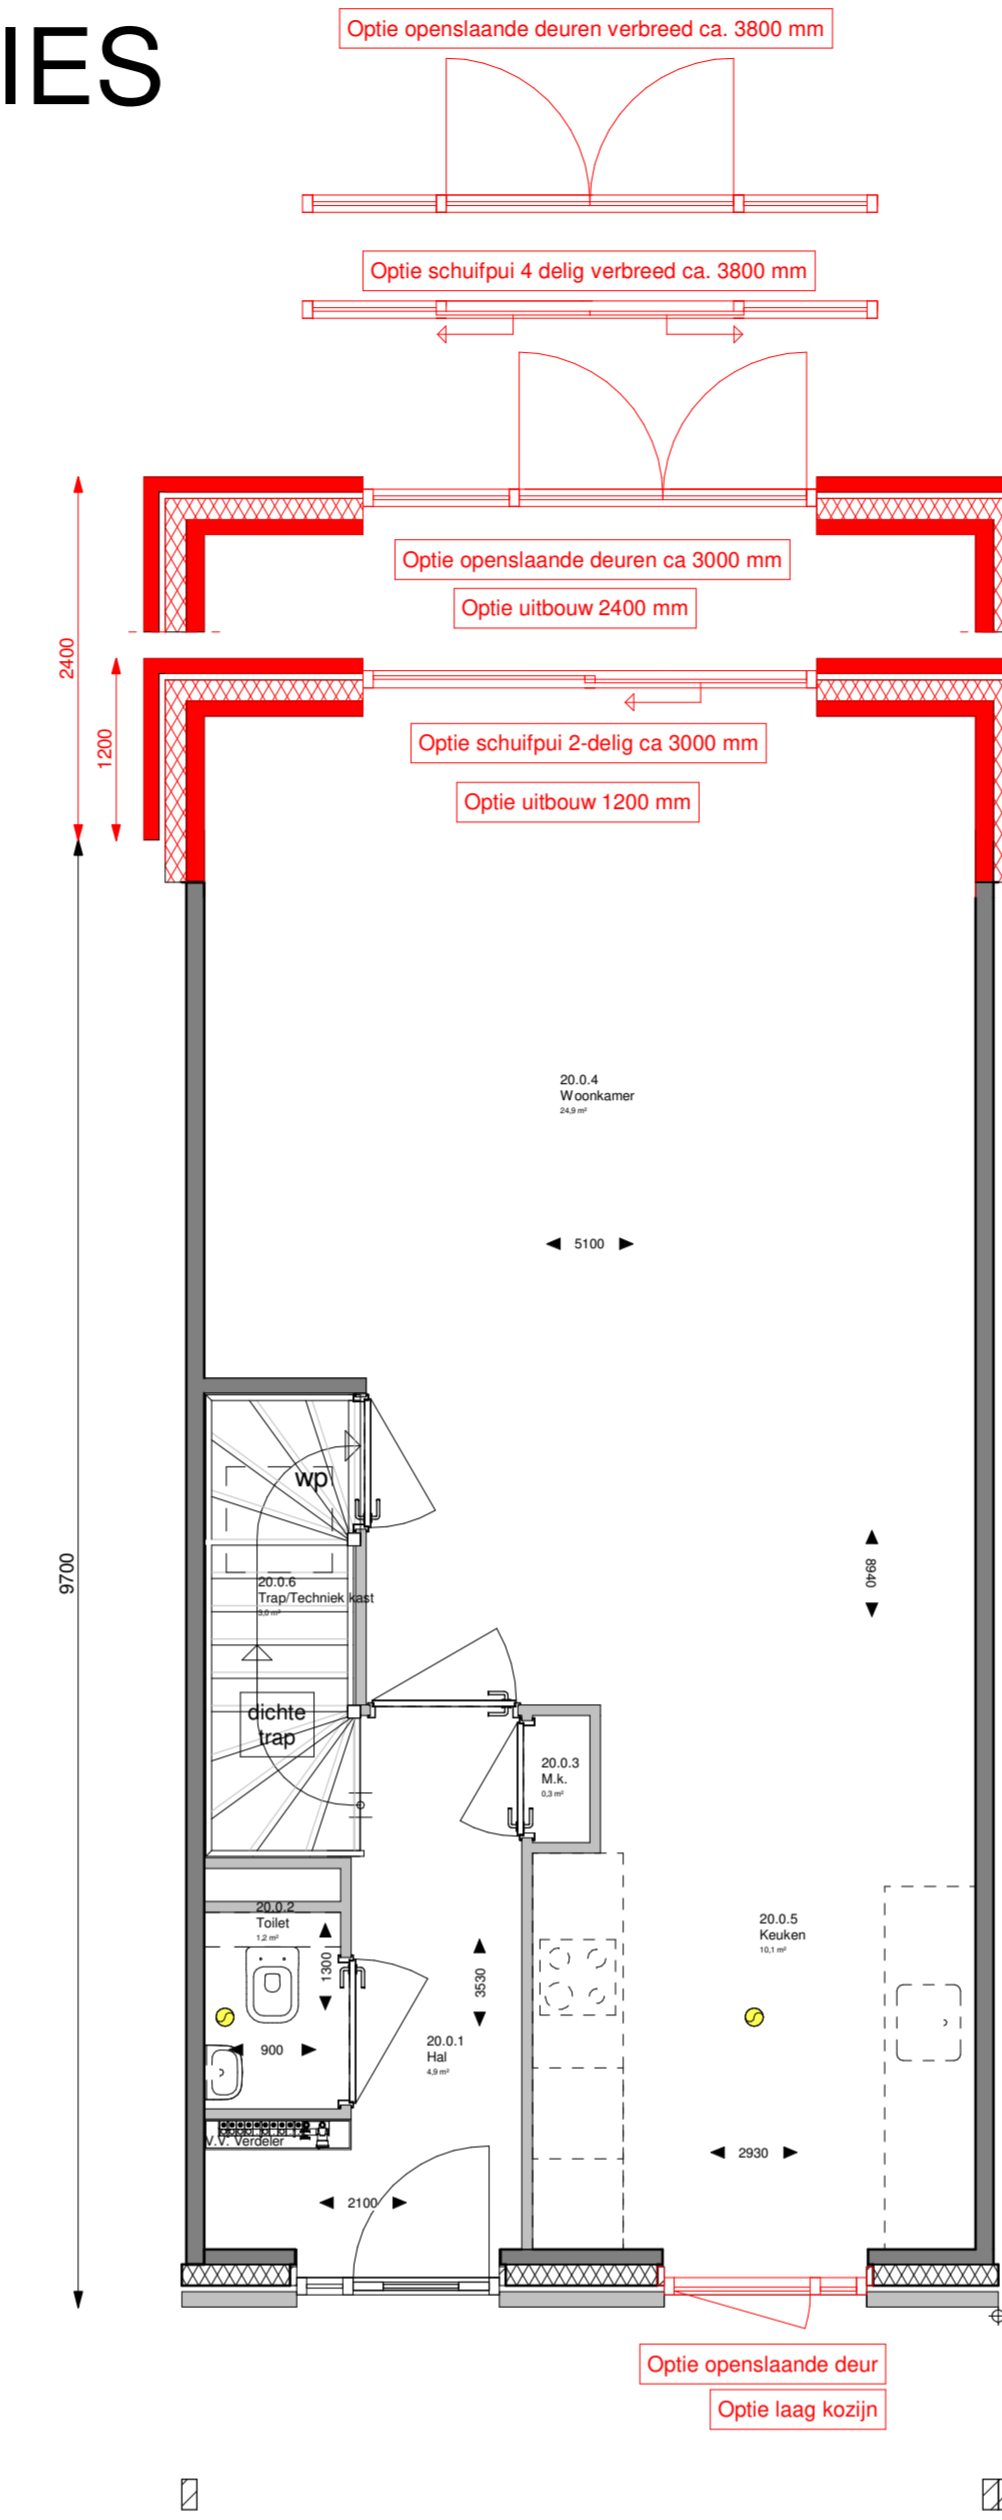 IES
Optie openslaande deuren verbreed ca. 3800 mm
Optie schuifpui 4 delig verbreed ca. 3800 mm
Optie openslaande deuren ca 3000 mm
Optie uitbouw 2400 mm
2400
1200
Optie schuifpui 2-delig ca 3000 mm
Optie uitbouw 1200 mm
20.0.4
Woonkamer
24,9 m²
5100
wp
9700
8940
20.0.6
Trap/Techniek kast
3,0 m²
dichte
trap
20.0.3
M.k.
0,3 m²
20.0.2
Toilet
1,2 m²
1300
3530
20.0.5
Keuken
10,1 m²
900
20.0.1
Hal
4,9 m²
V.V. Verdeler
2930
2100
Optie openslaande deur
Optie laag kozijn